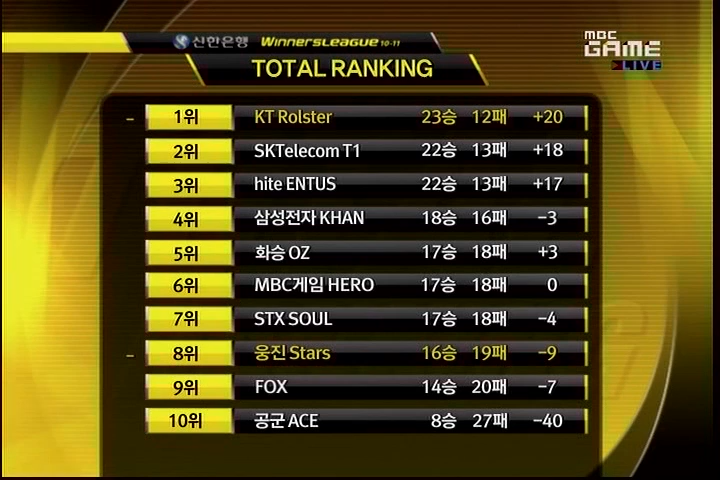 신한은행 WINNERSLEAGUE 10-11
MBC
GAME
LIVE
TOTAL RANKING
1위 KT Rolster 23승 12패 +20
2위 SKTelecom T1 22승 13패 +18
3위 hite ENTUS 22승 13패 +17
4위 삼성전자 KHAN 18승 16패 -3
5위 화승 OZ 17승 18패 +3
6위 MBC게임 HERO 17승 18패 0
7위 STX SOUL 17승 18패 -4
8위 웅진 Stars 16승 19패 -9
9위 FOX 14승 20패 -7
10위 공군 ACE 8승 27패 -40